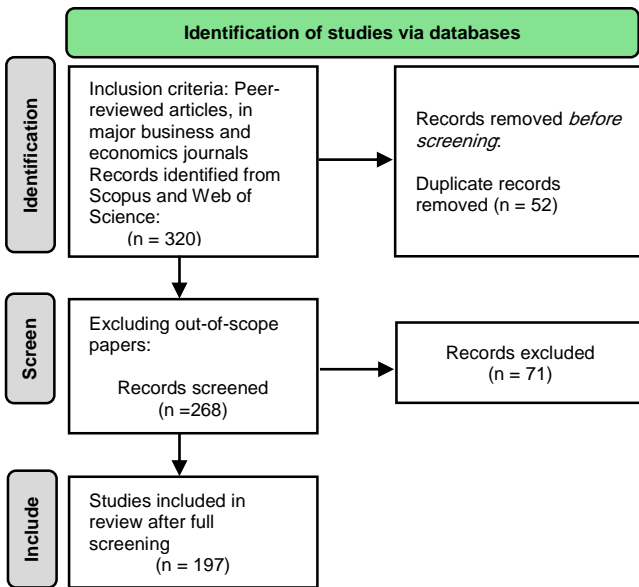 Identification of studies via databases
Identification
Inclusion criteria: Peer-
reviewed articles, in
major business and
economics journals
Records identified from
Scopus and Web of
Science:
(n = 320)
Records removed before
screening:
Duplicate records
removed (n = 52)
Screen
Excluding out-of-scope
papers:
Records screened
(n =268)
Records excluded
(n = 71)
Include
Studies included in
review after full
screening
(n = 197)